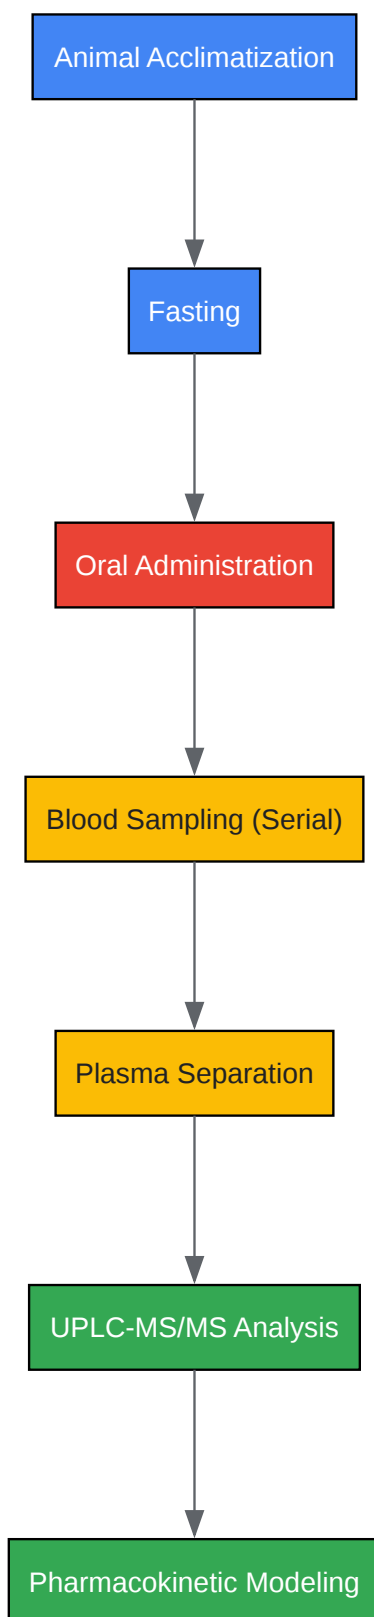 Animal Acclimatization
Fasting
Oral Administration
Blood Sampling (Serial)
Plasma Separation
UPLC-MS/MS Analysis
Pharmacokinetic Modeling